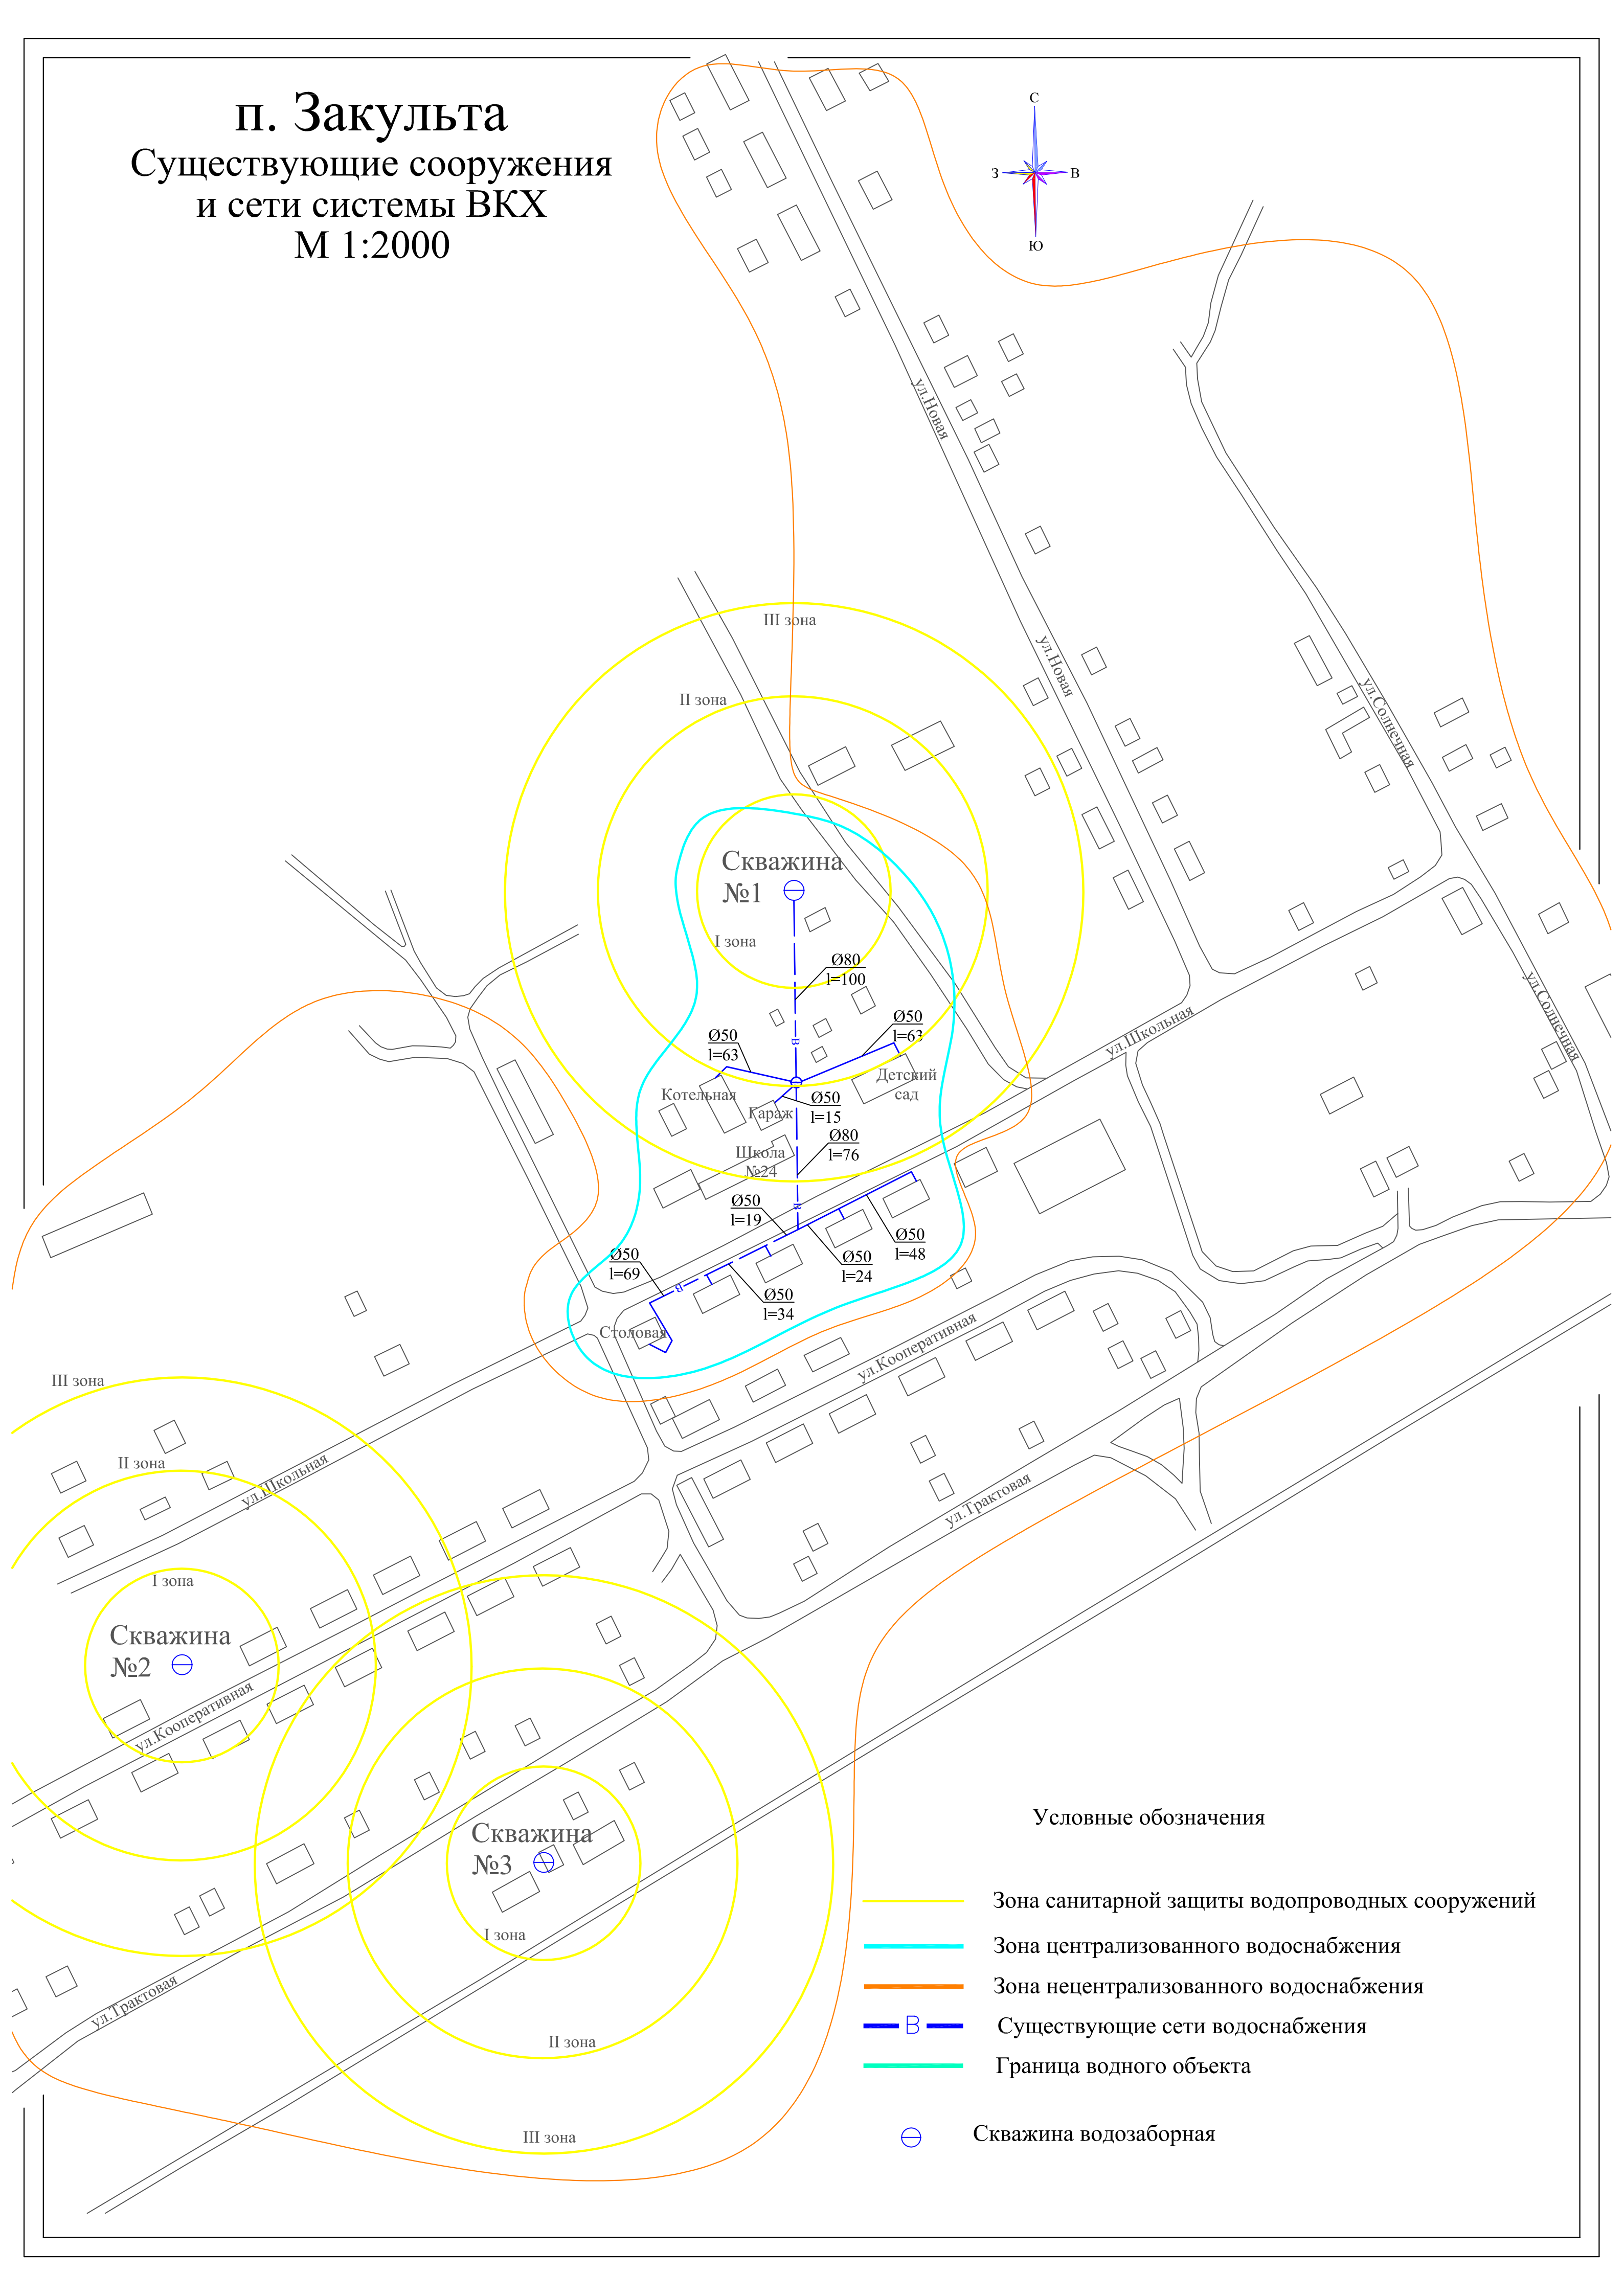 п. Закульта
Существующие сооружения
и сети системы ВКХ
М 1:2000
С
З
В
Ю
ул.Новая
ул.Новая
ул.Солнечная
ул.Солнечная
III зона
II зона
Скважина
№1
I зона
Ø80
l=100
Ø50
l=63
Ø50
l=63
В
Котельная
Детский
сад
Гараж
Ø50
l=15
Ø80
l=76
Школа
№24
ул.Школьная
Ø50
l=19
В
Ø50
l=48
Ø50
l=24
Ø50
l=69
В
Ø50
l=34
Столовая
ул.Кооперативная
III зона
II зона
ул.Школьная
ул.Трактовая
I зона
Скважина
№2
ул.Кооперативная
Скважина
№3
I зона
ул.Трактовая
II зона
III зона
Условные обозначения
Зона санитарной защиты водопроводных сооружений
Зона централизованного водоснабжения
Зона нецентрализованного водоснабжения
В Существующие сети водоснабжения
Граница водного объекта
Скважина водозаборная